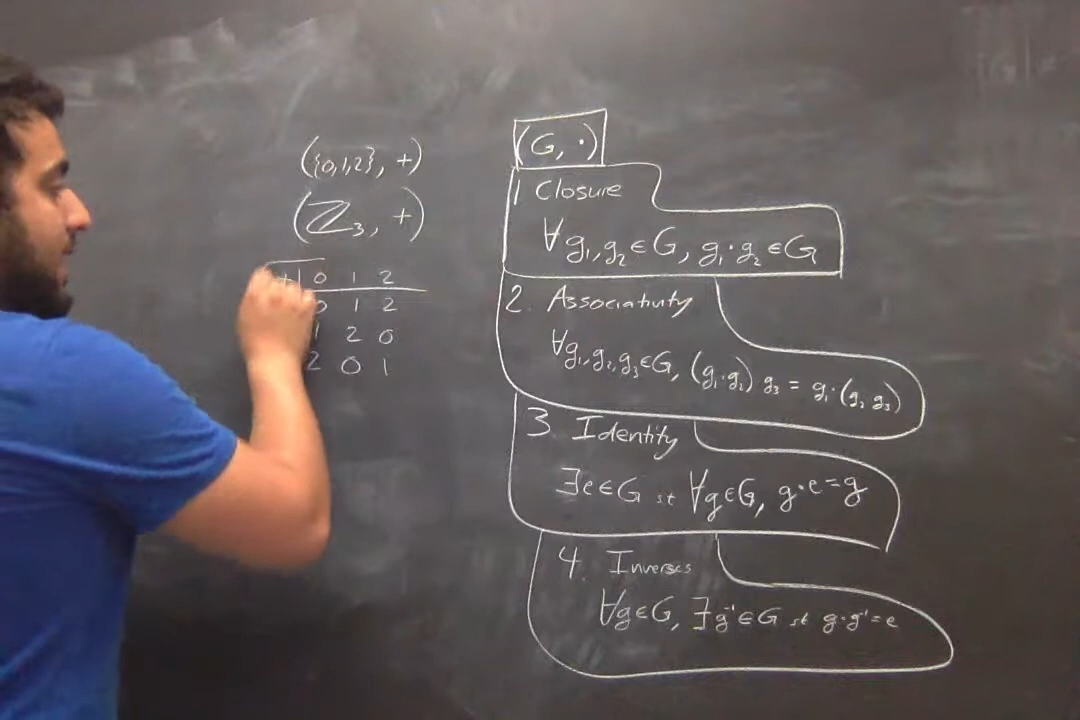 ({0,1,2}, +)
(ℤ₃, +)
+ 0 1 2
0 1 2
1 2 0
2 0 1
(G, ·)
1 Closure
∀ g₁,g₂ ∈ G, g₁·g₂ ∈ G
2. Associativity
∀g₁,g₂,g₃∈G, (g₁·g₂) g₃ = g₁·(g₂ g₃)
3 Identity
∃e∈G st ∀g∈G, g·e=g
4. Inverses
∀g∈G, ∃g⁻¹∈G st g·g⁻¹=e